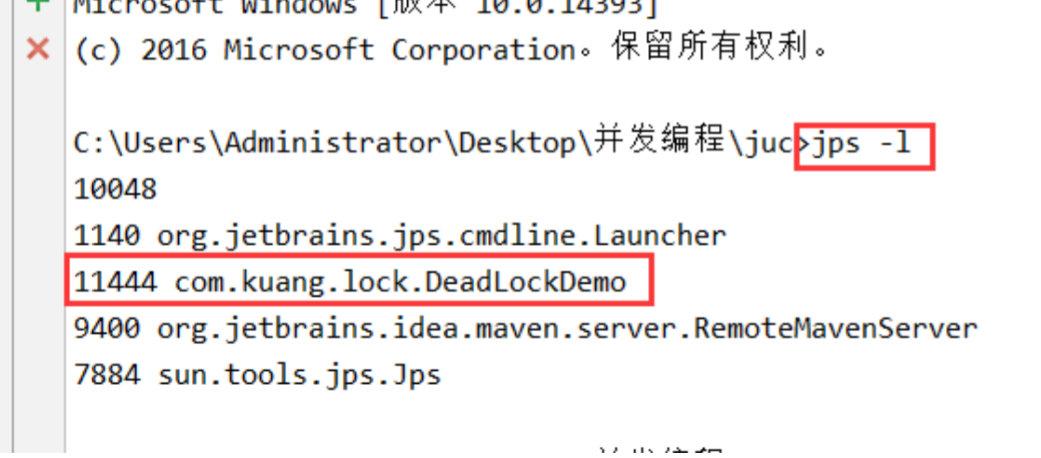 Microsoft Windows [版本 10.0.14393]
(c) 2016 Microsoft Corporation。保留所有权利。
C:\Users\Administrator\Desktop\并发编程\juc>jps -l
10048
1140 org.jetbrains.jps.cmdline.Launcher
11444 com.kuang.lock.DeadLockDemo
9400 org.jetbrains.idea.maven.server.RemoteMavenServer
7884 sun.tools.jps.Jps